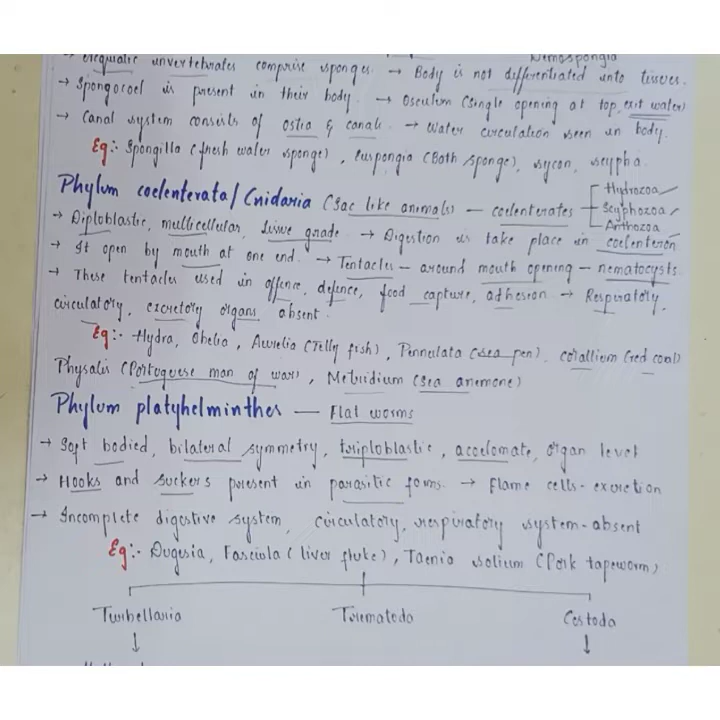 Demospongia
→ aquatic invertebrates comprise sponges. → Body is not differentiated into tissues.
→ Spongocoel is present in their body. → Osculum (single opening at top, exit water)
→ Canal system consists of ostia & canals → Water circulation seen in body.
Eg:- Spongilla (fresh water sponge), Euspongia (Both sponge), sycon, scypha.
Phylum coelenterata/Cnidaria (Sac like animals) — coelenterates
Hydrozoa
Scyphozoa
Anthozoa
→ Diploblastic, multicellular, tissue grade → Digestion is take place in coelenteron
→ It open by mouth at one end. → Tentacles - around mouth opening - nematocysts
→ These tentacles used in offence, defence, food capture, adhesion → Respiratory,
circulatory, excretory organs absent.
Eg:- Hydra, Obelia, Aurelia (Jelly fish), Pennulata (sea pen), corallium (red coal)
Physalis (Portuguese man of war), Metridium (Sea anemone)
Phylum platyhelminthes — Flat worms
→ Soft bodied, bilateral symmetry, triploblastic, acoelomate, organ level
→ Hooks and suckers present in parasitic foms. → Flame cells - excretion
→ Incomplete digestive system, circulatory, respiratory system - absent
Eg:- Dugesia, Fasciola (liver fluke), Taenia solium (Pork tapeworm)
Turbellaria Trematoda Cestoda
↓ ↓